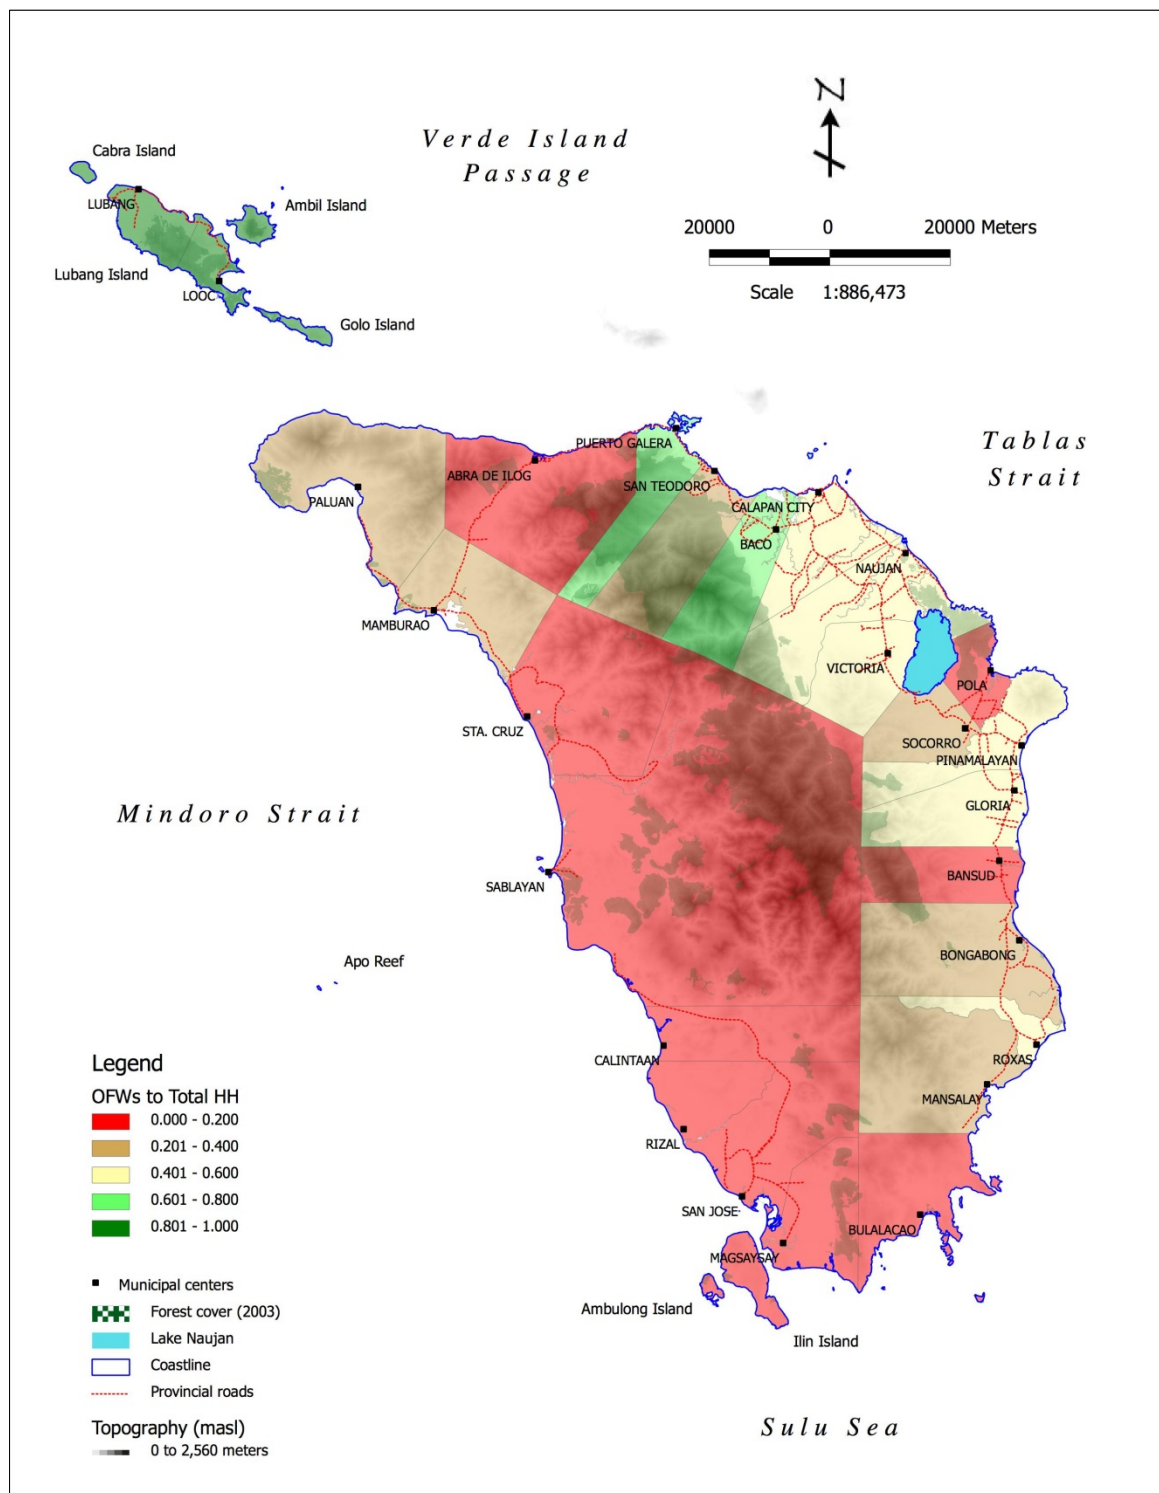 Verde Island
Passage
Cabra Island
LUBANG
Ambil Island
Lubang Island
LOOC
Golo Island
N
20000 0 20000 Meters
Scale 1:886,473
Tablas
Strait
PUERTO GALERA
ABRA DE ILOG
SAN TEODORO
PALUAN
CALAPAN CITY
BACO
NAUJAN
MAMBURAO
VICTORIA
POLA
STA. CRUZ
SOCORRO
PINAMALAYAN
GLORIA
Mindoro Strait
SABLAYAN
BANSUD
BONGABONG
Apo Reef
CALINTAAN
ROXAS
MANSALAY
RIZAL
SAN JOSE
BULALACAO
MAGSAYSAY
Ambulong Island
Ilin Island
Sulu Sea
Legend
OFWs to Total HH
0.000 - 0.200
0.201 - 0.400
0.401 - 0.600
0.601 - 0.800
0.801 - 1.000
Municipal centers
Forest cover (2003)
Lake Naujan
Coastline
Provincial roads
Topography (masl)
0 to 2,560 meters